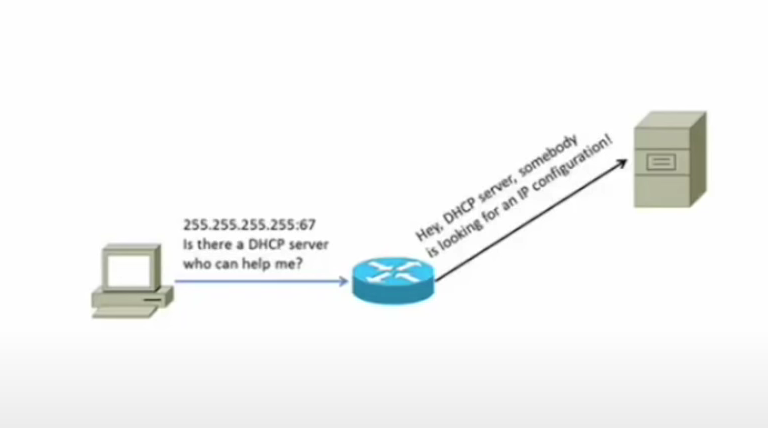 255.255.255.255:67
Is there a DHCP server
who can help me?
Hey, DHCP server, somebody
is looking for an IP configuration!